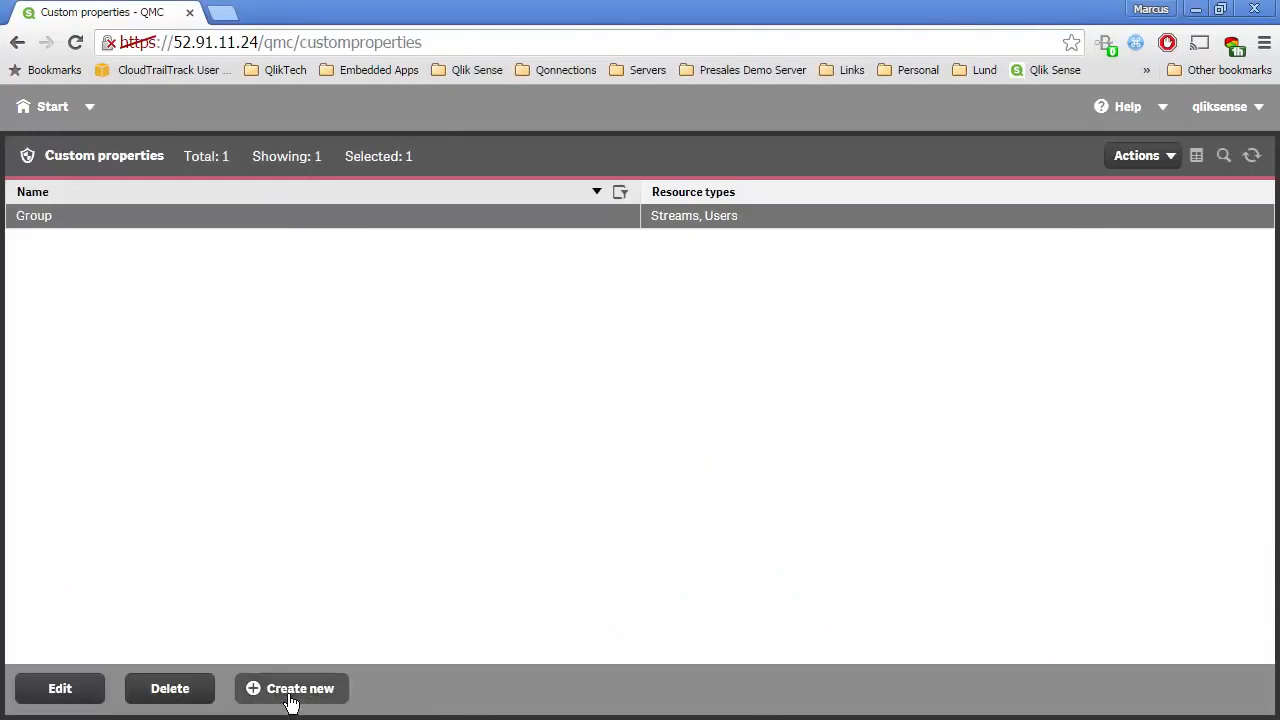 Custom properties - QMC
Marcus
https://52.91.11.24/qmc/customproperties
0
1h
Bookmarks CloudTrailTrack User ... QlikTech Embedded Apps Qlik Sense Qonnections Servers Presales Demo Server Links Personal Lund Qlik Sense » Other bookmarks
Start Help qliksense
Custom properties Total: 1 Showing: 1 Selected: 1 Actions
Name Resource types
Group Streams, Users
Edit Delete Create new